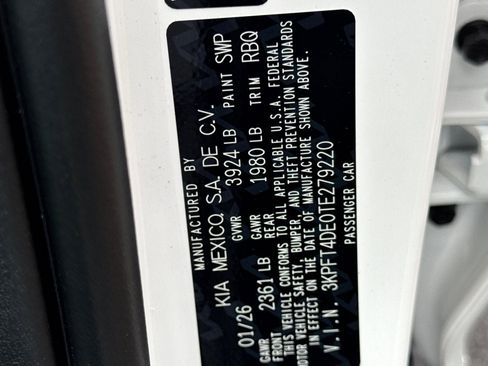 MANUFACTURED BY
KIA MEXICO, S.A. DE C.V.
01/26 GVWR 3924 LB PAINT SWP
GAWR FRONT 2361 LB GAWR REAR 1980 LB TRIM RBQ
THIS VEHICLE CONFORMS TO ALL APPLICABLE U.S.A. FEDERAL
MOTOR VEHICLE SAFETY, BUMPER, AND THEFT PREVENTION STANDARDS
IN EFFECT ON THE DATE OF MANUFACTURE SHOWN ABOVE.
V.I.N. 3KPFT4DE0TE279220
PASSENGER CAR